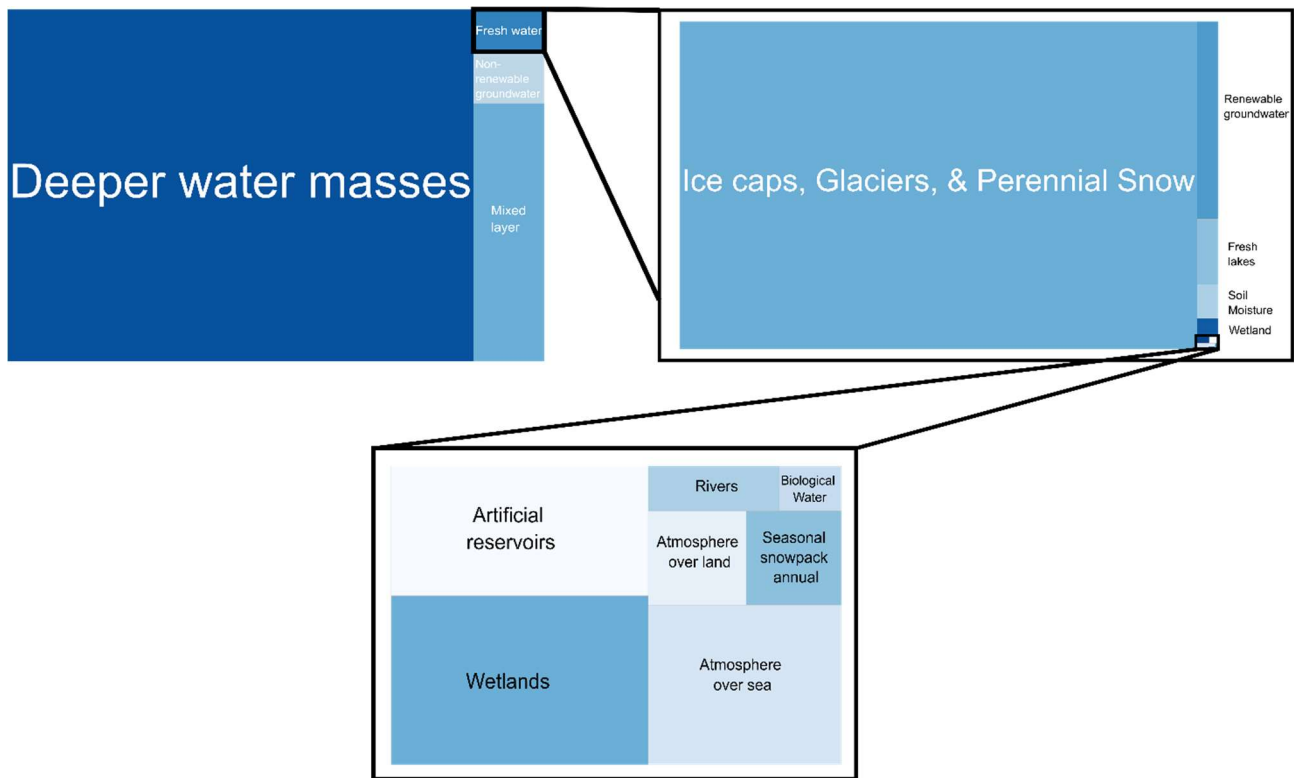 Fresh water
Non-
renewable
groundwater
Deeper water masses
Mixed
layer
Ice caps, Glaciers, & Perennial Snow
Renewable
groundwater
Fresh
lakes
Soil
Moisture
Wetland
Artificial
reservoirs
Rivers
Biological
Water
Atmosphere
over land
Seasonal
snowpack
annual
Wetlands
Atmosphere
over sea